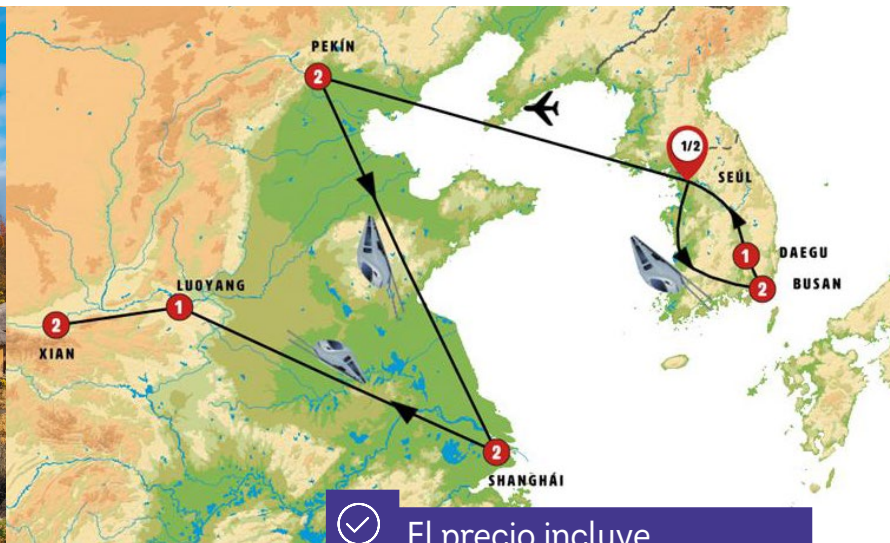 PEKÍN
2
1/2
SEÚL
1
DAEGU
2
BUSAN
LUOYANG
1
2
XIAN
2
SHANGHÁI
El precio incluye